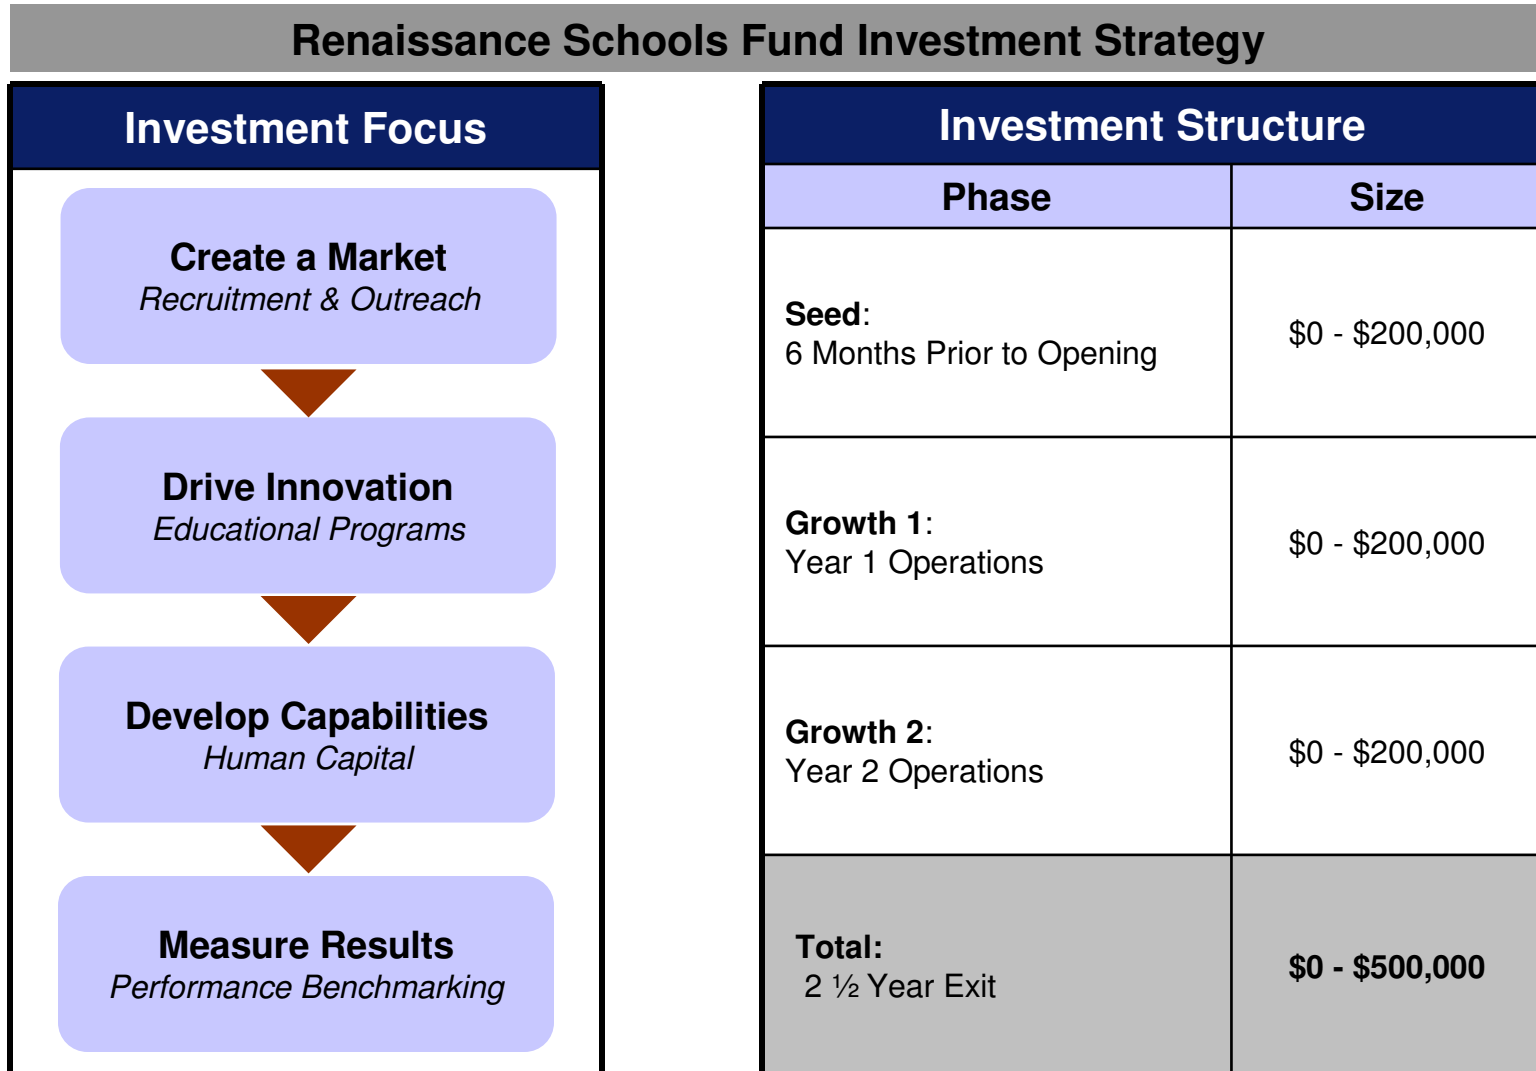 Renaissance Schools Fund Investment Strategy
Investment Focus
Create a Market
Recruitment & Outreach
Drive Innovation
Educational Programs
Develop Capabilities
Human Capital
Measure Results
Performance Benchmarking
Investment Structure
Phase Size
Seed:
6 Months Prior to Opening
$0 - $200,000
Growth 1:
Year 1 Operations
$0 - $200,000
Growth 2:
Year 2 Operations
$0 - $200,000
Total:
2 ½ Year Exit
$0 - $500,000